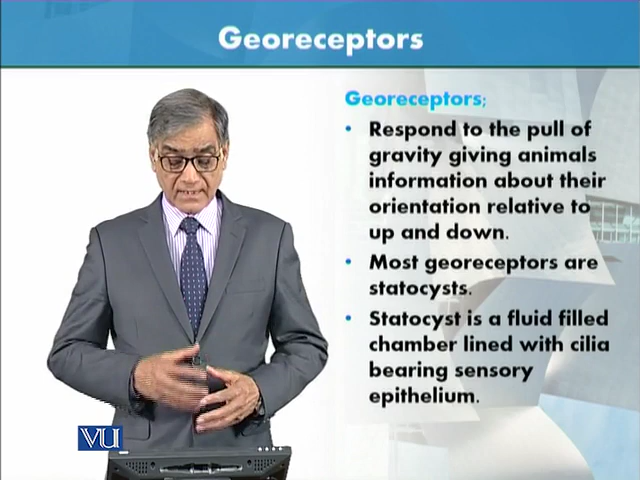 Georeceptors
Georeceptors;
• Respond to the pull of
gravity giving animals
information about their
orientation relative to
up and down.
• Most georeceptors are
statocysts.
• Statocyst is a fluid filled
chamber lined with cilia
bearing sensory
epithelium.
VU